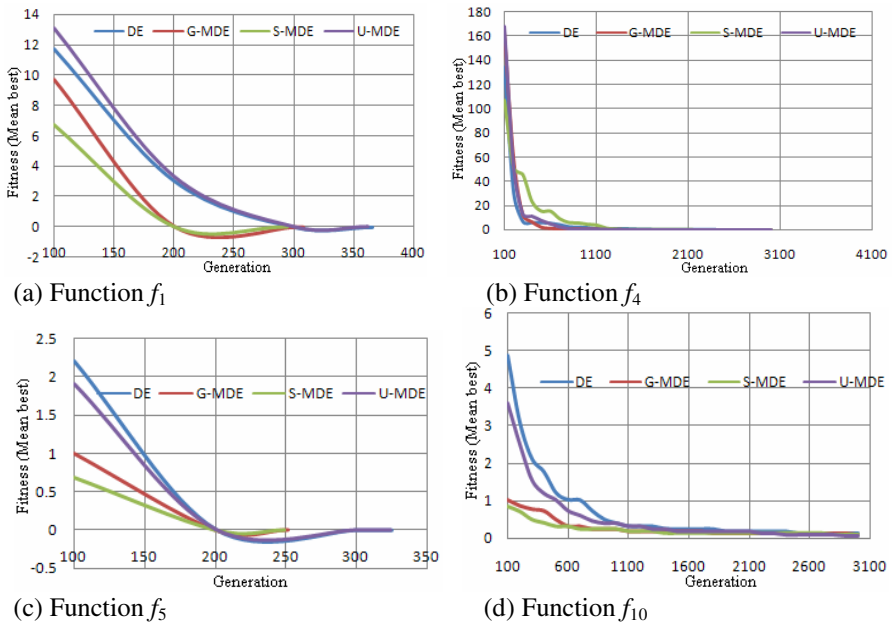 14
12
10
8
6
4
2
0
-2
Fitness (Mean best)
DE G-MDE S-MDE U-MDE
100 150 200 250 300 350 400
Generation
(a) Function f1
180
160
140
120
100
80
60
40
20
0
Fitness (Mean best)
DE G-MDE S-MDE U-MDE
100 1100 2100 3100 4100
Generation
(b) Function f4
2.5
2
1.5
1
0.5
0
-0.5
Fitness (Mean best)
DE G-MDE S-MDE U-MDE
100 150 200 250 300 350
Generation
(c) Function f5
6
5
4
3
2
1
0
Fitness (Mean best)
DE G-MDE S-MDE U-MDE
100 600 1100 1600 2100 2600 3100
Generation
(d) Function f10